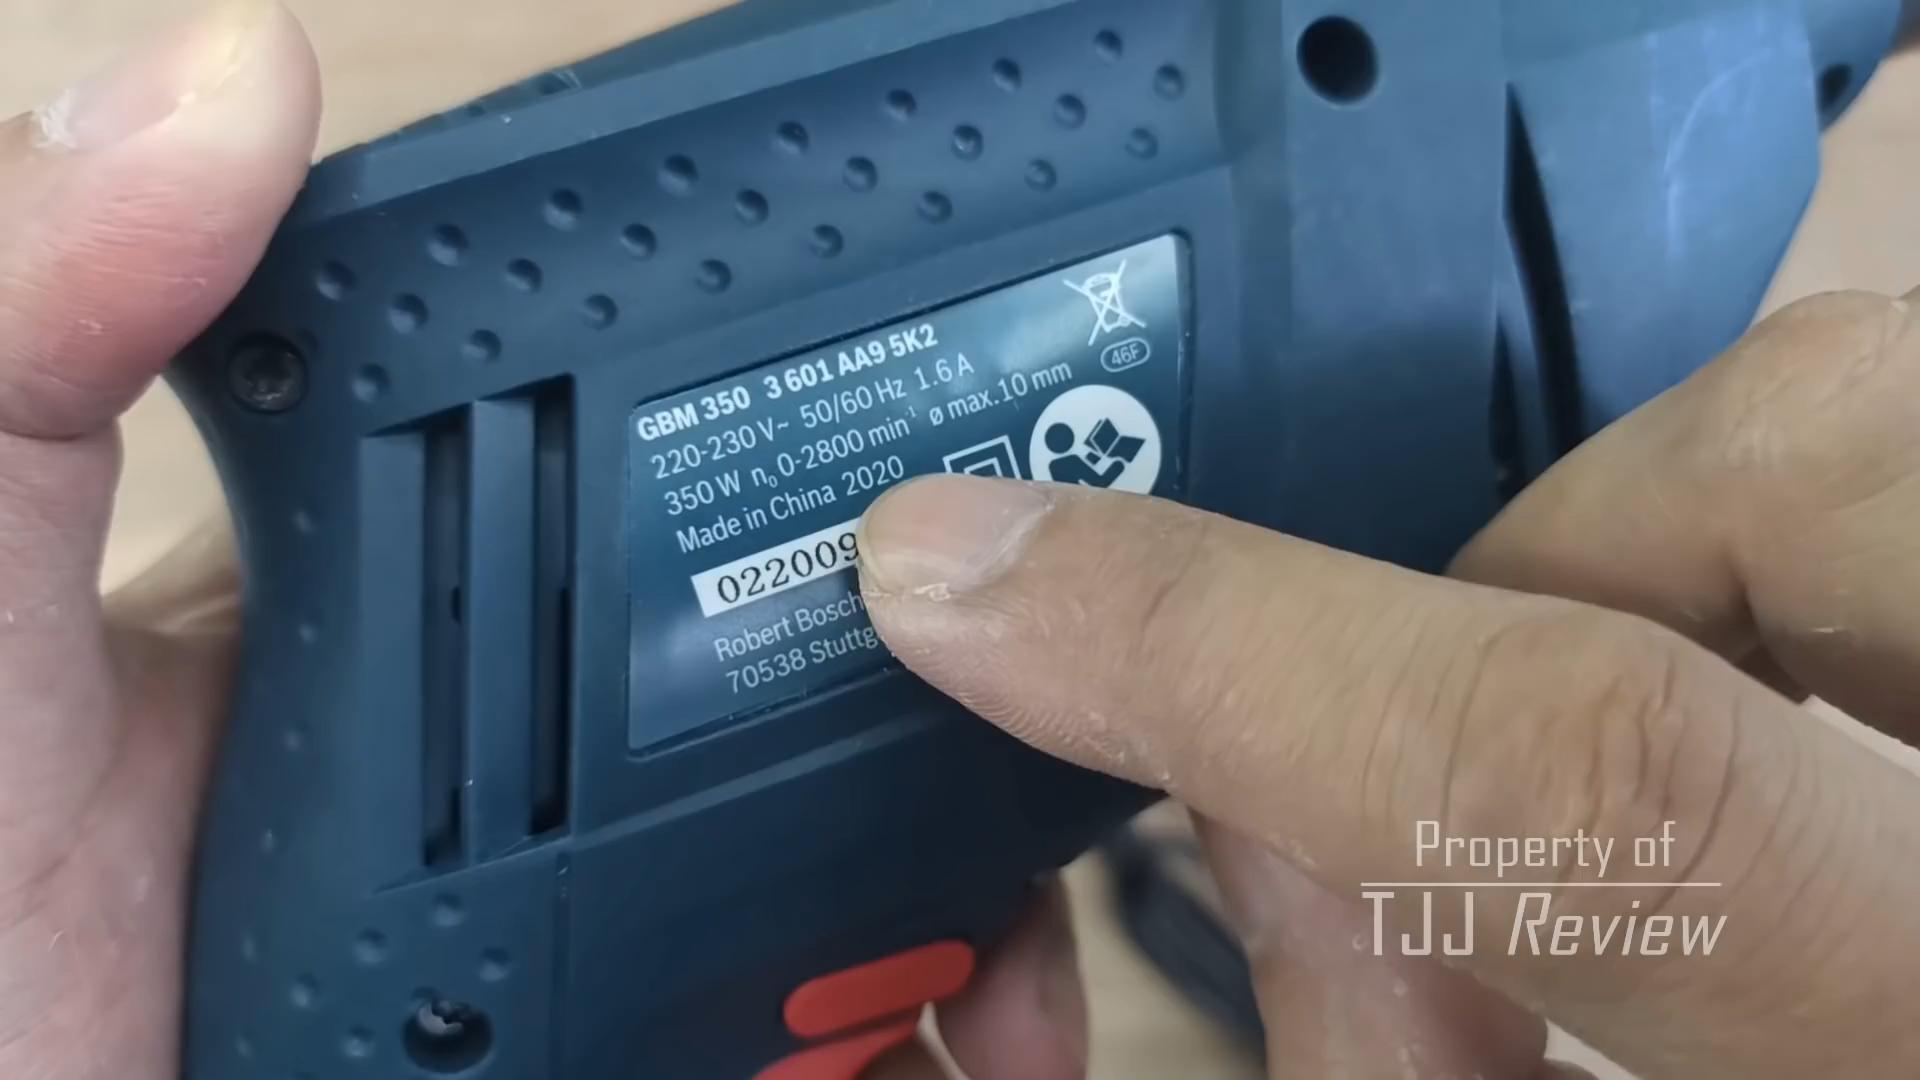 GBM 350 3 601 AA9 5K2
220-230 V~ 50/60 Hz 1.6 A
350 W n₀ 0-2800 min⁻¹ ø max.10 mm
46F
Made in China 2020
022009
Robert Bosch
70538
Property of
TJJ Review